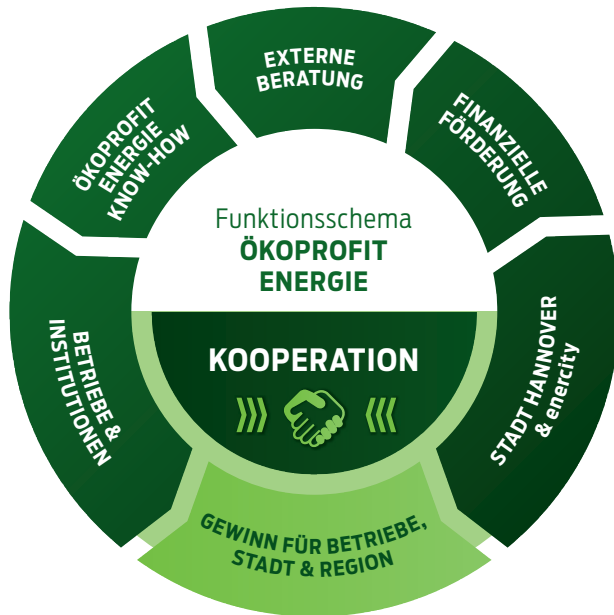 EXTERNE
BERATUNG
FINANZIELLE
FÖRDERUNG
ÖKOPROFIT
ENERGIE
KNOW-HOW
Funktionsschema
ÖKOPROFIT
ENERGIE
BETRIEBE &
INSTITUTIONEN
KOOPERATION
STADT HANNOVER
& enercity
GEWINN FÜR BETRIEBE,
STADT & REGION